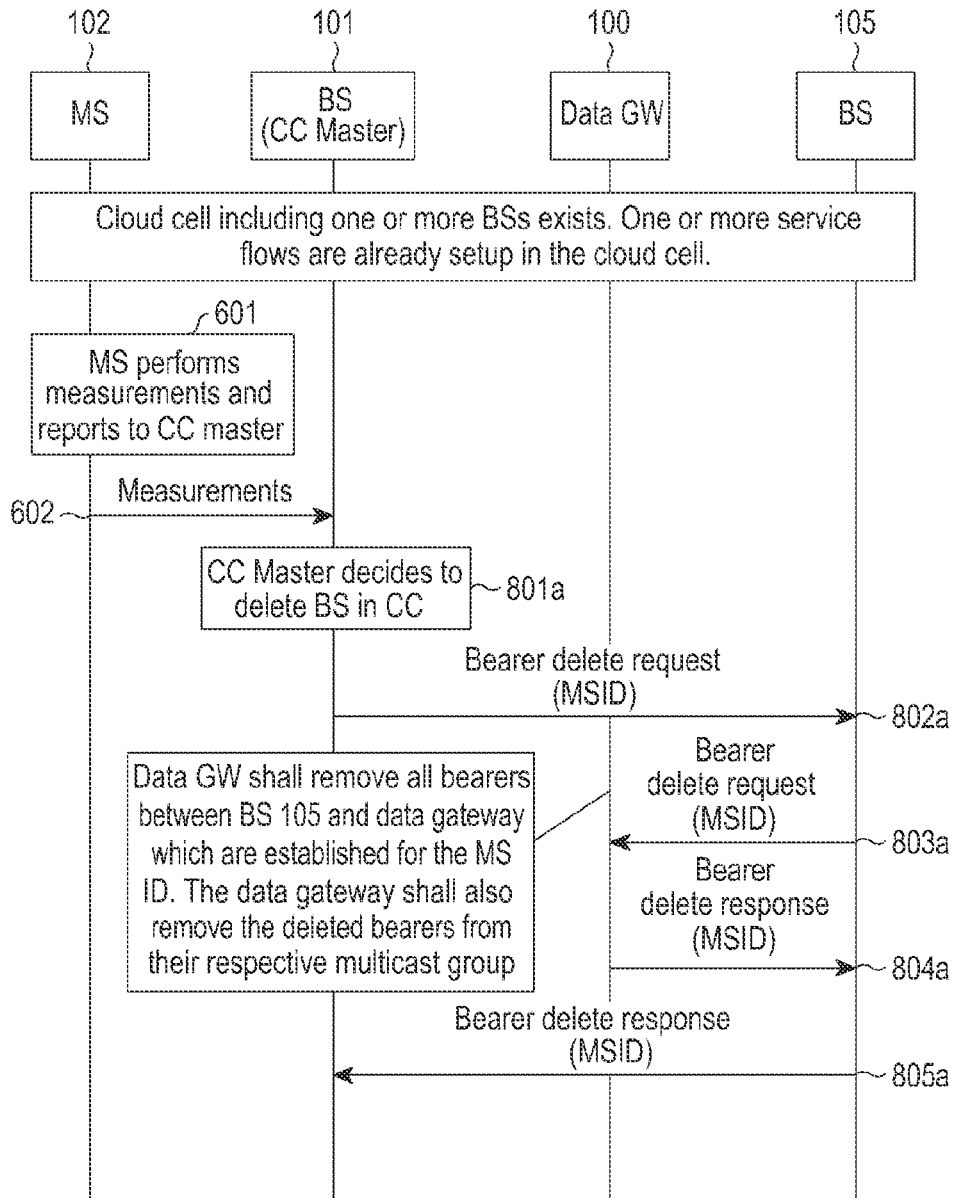 102
101
100
105
MS
BS
(CC Master)
Data GW
BS
Cloud cell including one or more BSs exists. One or more service
flows are already setup in the cloud cell.
601
MS performs
measurements and
reports to CC master
Measurements
602
CC Master decides to
delete BS in CC
801a
Bearer delete request
(MSID)
802a
Data GW shall remove all bearers
between BS 105 and data gateway
which are established for the MS
ID. The data gateway shall also
remove the deleted bearers from
their respective multicast group
Bearer
delete request
(MSID)
803a
Bearer
delete response
(MSID)
804a
Bearer delete response
(MSID)
805a